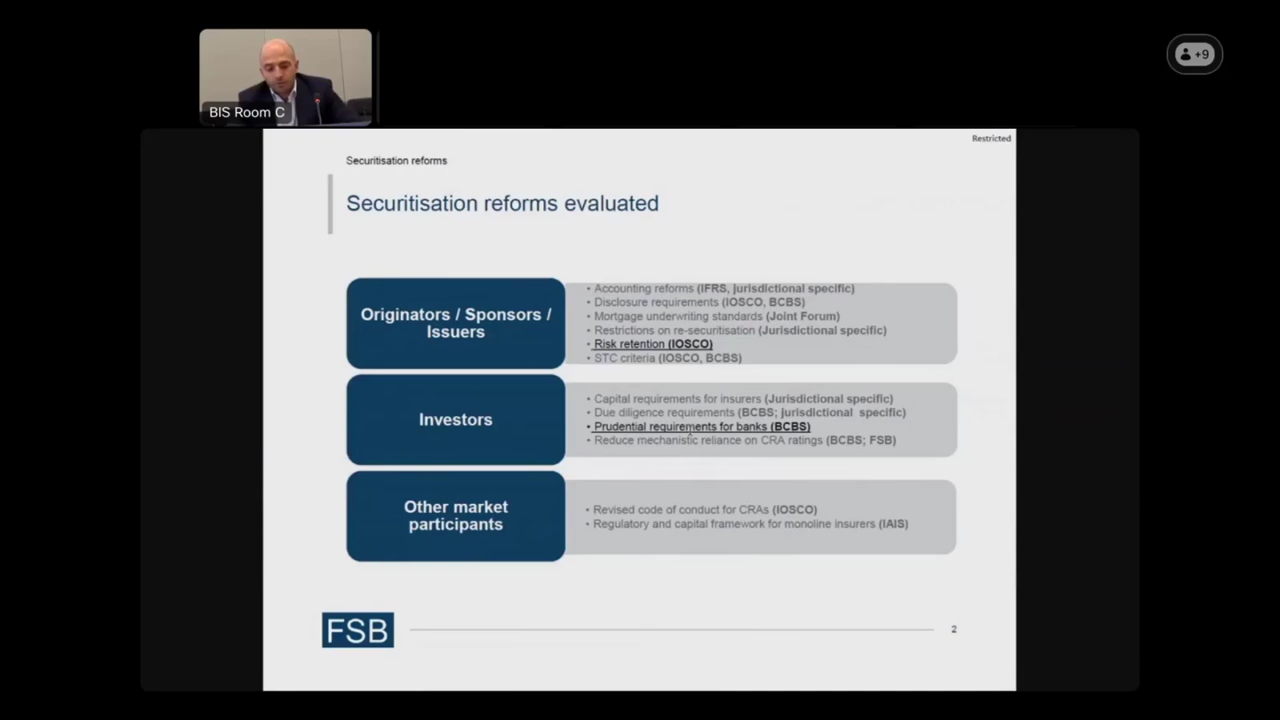 +9
BIS Room C
Restricted
Securitisation reforms
Securitisation reforms evaluated
Originators / Sponsors /
Issuers
• Accounting reforms (IFRS, jurisdictional specific)
• Disclosure requirements (IOSCO, BCBS)
• Mortgage underwriting standards (Joint Forum)
• Restrictions on re-securitisation (Jurisdictional specific)
• Risk retention (IOSCO)
• STC criteria (IOSCO, BCBS)
Investors
• Capital requirements for insurers (Jurisdictional specific)
• Due diligence requirements (BCBS; jurisdictional specific)
• Prudential requirements for banks (BCBS)
• Reduce mechanistic reliance on CRA ratings (BCBS; FSB)
Other market
participants
• Revised code of conduct for CRAs (IOSCO)
• Regulatory and capital framework for monoline insurers (IAIS)
FSB
2